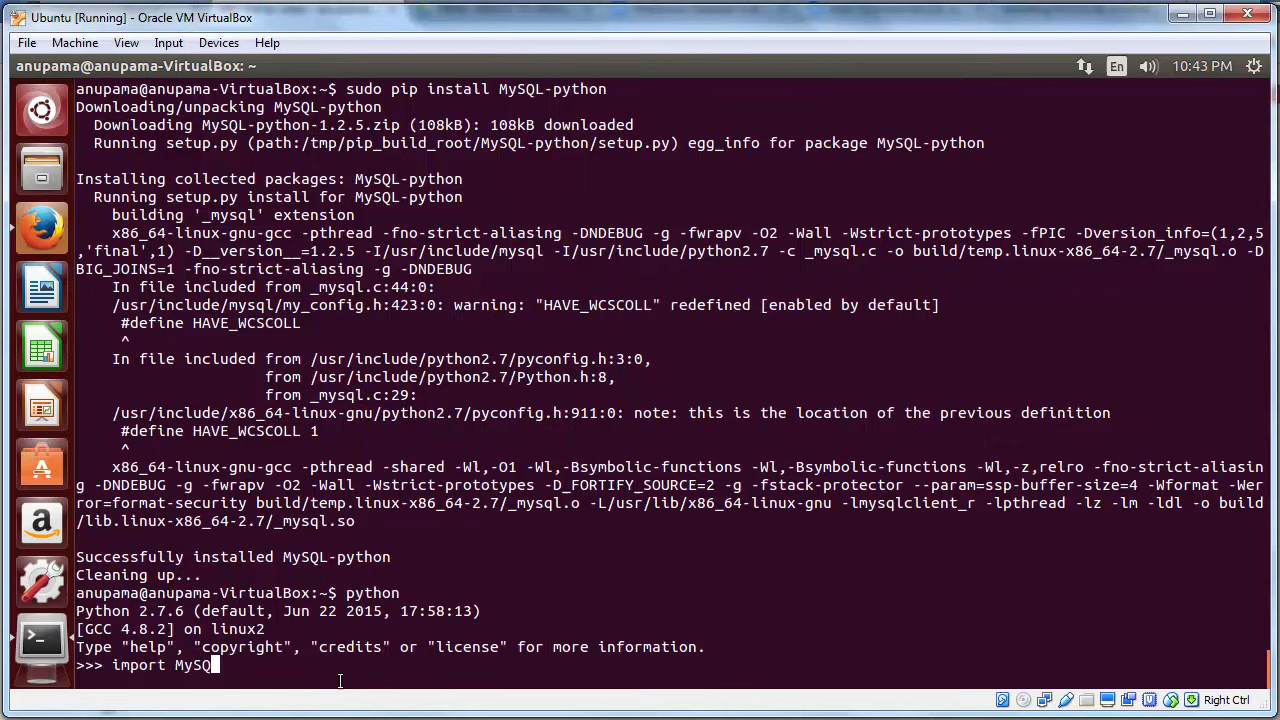 Ubuntu [Running] - Oracle VM VirtualBox
File Machine View Input Devices Help
anupama@anupama-VirtualBox: ~ En 10:43 PM
anupama@anupama-VirtualBox:~$ sudo pip install MySQL-python
Downloading/unpacking MySQL-python
Downloading MySQL-python-1.2.5.zip (108kB): 108kB downloaded
Running setup.py (path:/tmp/pip_build_root/MySQL-python/setup.py) egg_info for package MySQL-python
Installing collected packages: MySQL-python
Running setup.py install for MySQL-python
building '_mysql' extension
x86_64-linux-gnu-gcc -pthread -fno-strict-aliasing -DNDEBUG -g -fwrapv -O2 -Wall -Wstrict-prototypes -fPIC -Dversion_info=(1,2,5
,'final',1) -D__version__=1.2.5 -I/usr/include/mysql -I/usr/include/python2.7 -c _mysql.c -o build/temp.linux-x86_64-2.7/_mysql.o -D
BIG_JOINS=1 -fno-strict-aliasing -g -DNDEBUG
In file included from _mysql.c:44:0:
/usr/include/mysql/my_config.h:423:0: warning: "HAVE_WCSCOLL" redefined [enabled by default]
#define HAVE_WCSCOLL
^
In file included from /usr/include/python2.7/pyconfig.h:3:0,
from /usr/include/python2.7/Python.h:8,
from _mysql.c:29:
/usr/include/x86_64-linux-gnu/python2.7/pyconfig.h:911:0: note: this is the location of the previous definition
#define HAVE_WCSCOLL 1
^
x86_64-linux-gnu-gcc -pthread -shared -Wl,-O1 -Wl,-Bsymbolic-functions -Wl,-Bsymbolic-functions -Wl,-z,relro -fno-strict-aliasin
g -DNDEBUG -g -fwrapv -O2 -Wall -Wstrict-prototypes -D_FORTIFY_SOURCE=2 -g -fstack-protector --param=ssp-buffer-size=4 -Wformat -Wer
ror=format-security build/temp.linux-x86_64-2.7/_mysql.o -L/usr/lib/x86_64-linux-gnu -lmysqlclient_r -lpthread -lz -lm -ldl -o build
/lib.linux-x86_64-2.7/_mysql.so
Successfully installed MySQL-python
Cleaning up...
anupama@anupama-VirtualBox:~$ python
Python 2.7.6 (default, Jun 22 2015, 17:58:13)
[GCC 4.8.2] on linux2
Type "help", "copyright", "credits" or "license" for more information.
>>> import MySQ
Right Ctrl